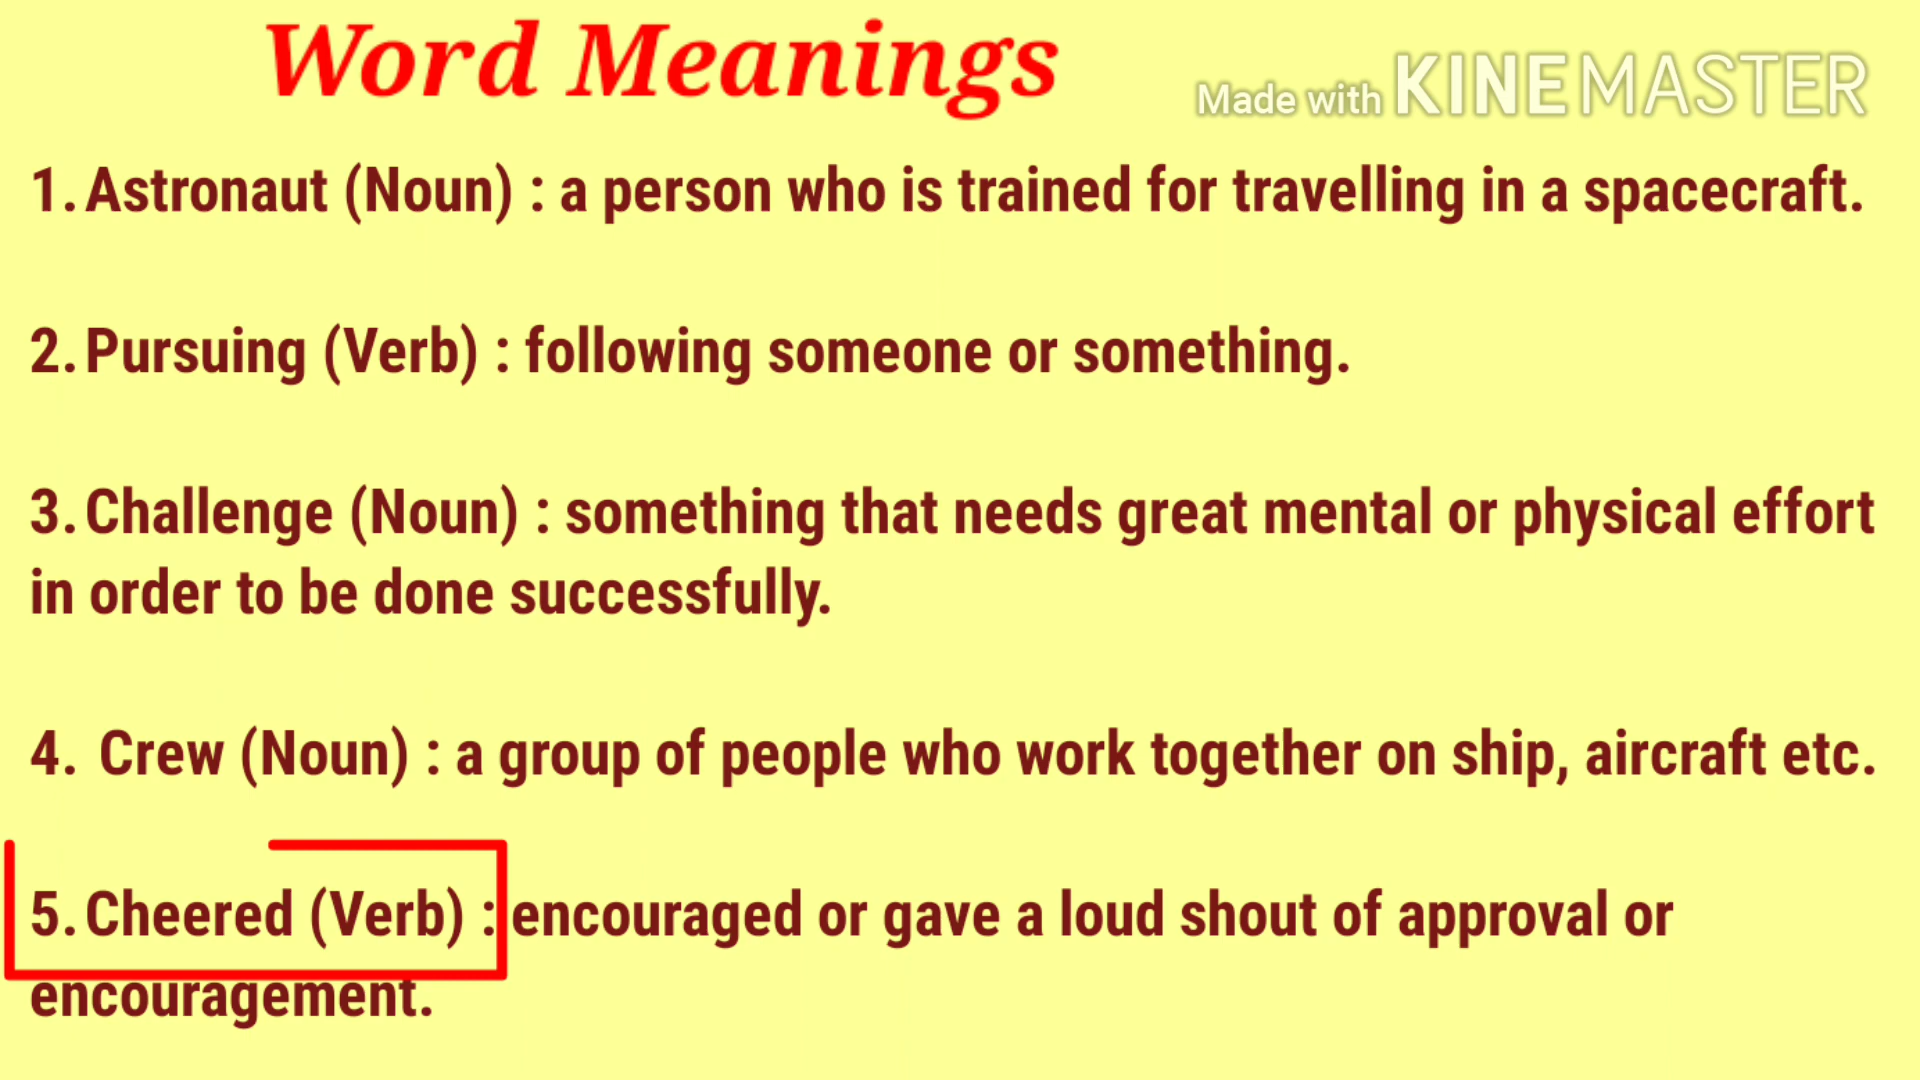 Word Meanings
Made with KINEMASTER
1. Astronaut (Noun) : a person who is trained for travelling in a spacecraft.
2. Pursuing (Verb) : following someone or something.
3. Challenge (Noun) : something that needs great mental or physical effort
in order to be done successfully.
4. Crew (Noun) : a group of people who work together on ship, aircraft etc.
5. Cheered (Verb) : encouraged or gave a loud shout of approval or
encouragement.